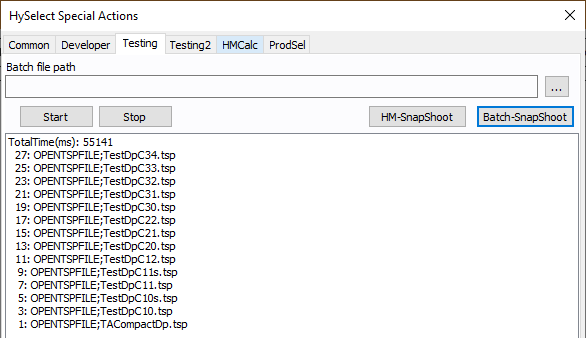 HySelect Special Actions
Common Developer Testing Testing2 HMCalc ProdSel
Batch file path
...
Start Stop HM-SnapShoot Batch-SnapShoot
TotalTime(ms): 55141
27: OPENTSPFILE;TestDpC34.tsp
25: OPENTSPFILE;TestDpC33.tsp
23: OPENTSPFILE;TestDpC32.tsp
21: OPENTSPFILE;TestDpC31.tsp
19: OPENTSPFILE;TestDpC30.tsp
17: OPENTSPFILE;TestDpC22.tsp
15: OPENTSPFILE;TestDpC21.tsp
13: OPENTSPFILE;TestDpC20.tsp
11: OPENTSPFILE;TestDpC12.tsp
9: OPENTSPFILE;TestDpC11s.tsp
7: OPENTSPFILE;TestDpC11.tsp
5: OPENTSPFILE;TestDpC10s.tsp
3: OPENTSPFILE;TestDpC10.tsp
1: OPENTSPFILE;TACompactDp.tsp